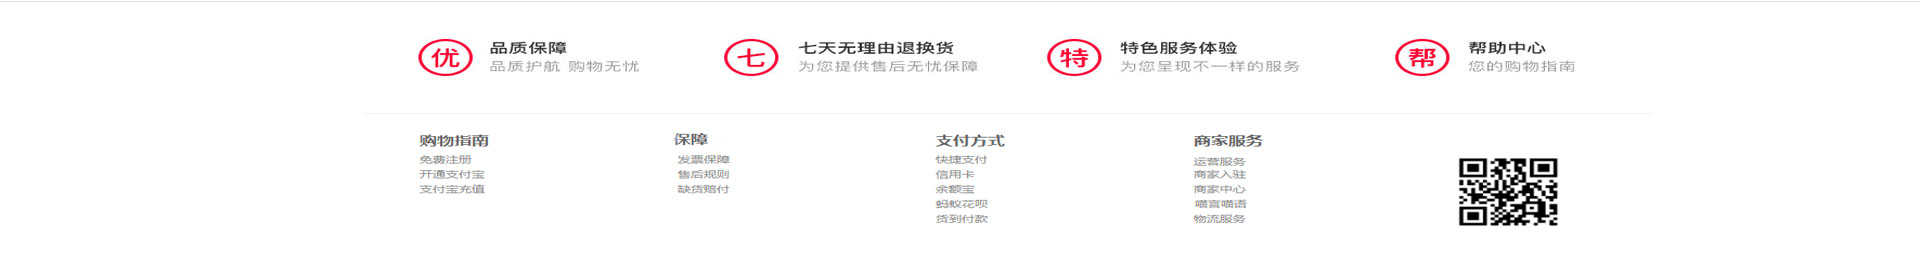 优
品质保障
品质护航 购物无忧
七
七天无理由退换货
为您提供售后无忧保障
特
特色服务体验
为您呈现不一样的服务
帮
帮助中心
您的购物指南
购物指南
免费注册
开通支付宝
支付宝充值
保障
发票保障
售后规则
缺货赔付
支付方式
快捷支付
信用卡
余额宝
蚂蚁花呗
货到付款
商家服务
运营服务
商家入驻
商家中心
喵言喵语
物流服务